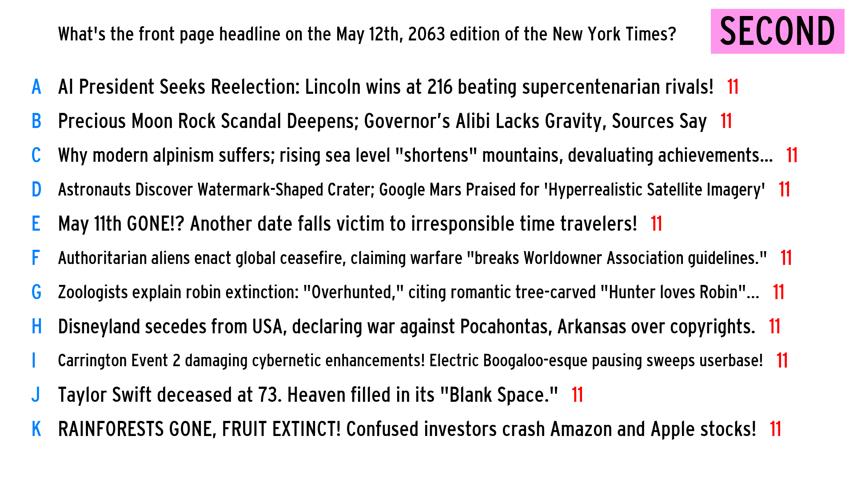 What's the front page headline on the May 12th, 2063 edition of the New York Times? SECOND
A AI President Seeks Reelection: Lincoln wins at 216 beating supercentenarian rivals! 11
B Precious Moon Rock Scandal Deepens; Governor's Alibi Lacks Gravity, Sources Say 11
C Why modern alpinism suffers; rising sea level "shortens" mountains, devaluating achievements... 11
D Astronauts Discover Watermark-Shaped Crater; Google Mars Praised for 'Hyperrealistic Satellite Imagery' 11
E May 11th GONE!? Another date falls victim to irresponsible time travelers! 11
F Authoritarian aliens enact global ceasefire, claiming warfare "breaks Worldowner Association guidelines." 11
G Zoologists explain robin extinction: "Overhunted," citing romantic tree-carved "Hunter loves Robin"... 11
H Disneyland secedes from USA, declaring war against Pocahontas, Arkansas over copyrights. 11
I Carrington Event 2 damaging cybernetic enhancements! Electric Boogaloo-esque pausing sweeps userbase! 11
J Taylor Swift deceased at 73. Heaven filled in its "Blank Space." 11
K RAINFORESTS GONE, FRUIT EXTINCT! Confused investors crash Amazon and Apple stocks! 11